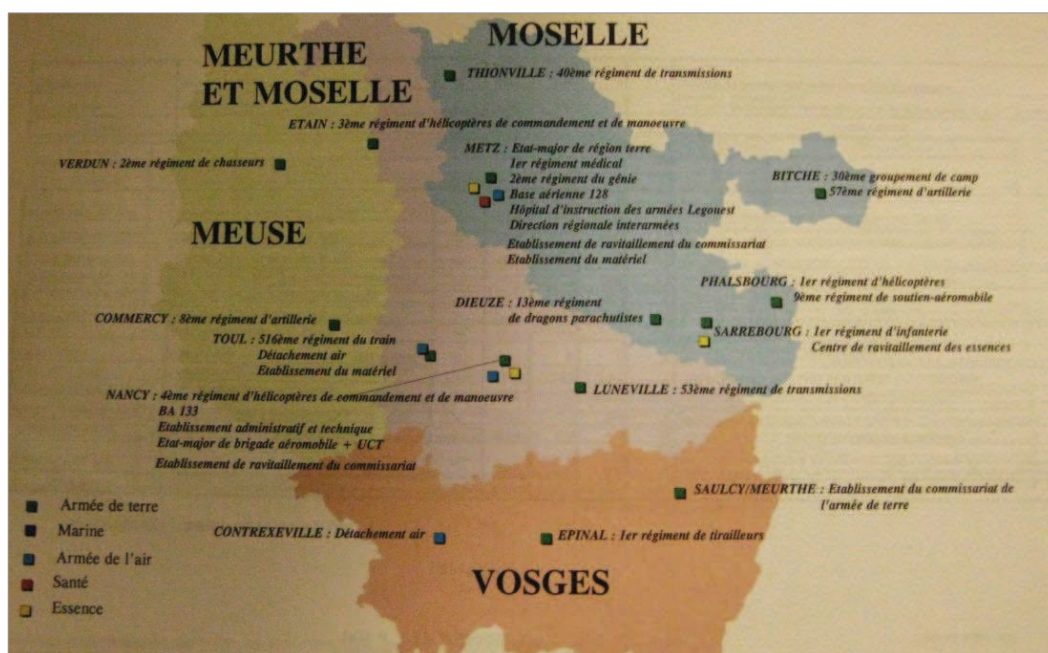 MOSELLE
MEURTHE
ET MOSELLE
THIONVILLE : 40ème régiment de transmissions
ETAIN : 3ème régiment d'hélicoptères de commandement et de manoeuvre
VERDUN : 2ème régiment de chasseurs
METZ : Etat-major de région terre
1er régiment médical
2ème régiment du génie
Base aérienne 128
Hôpital d'instruction des armées Legouest
Direction régionale interarmées
Etablissement de ravitaillement du commissariat
Etablissement du matériel
BITCHE : 30ème groupement de camp
57ème régiment d'artillerie
MEUSE
PHALSBOURG : 1er régiment d'hélicoptères
9ème régiment de soutien-aéromobile
DIEUZE : 13ème régiment
de dragons parachutistes
COMMERCY : 8ème régiment d'artillerie
SARREBOURG : 1er régiment d'infanterie
Centre de ravitaillement des essences
TOUL : 516ème régiment du train
Détachement air
Etablissement du matériel
NANCY : 4ème régiment d'hélicoptères de commandement et de manoeuvre
BA 133
Etablissement administratif et technique
Etat-major de brigade aéromobile + UCT
Etablissement de ravitaillement du commissariat
LUNEVILLE : 53ème régiment de transmissions
SAULCY/MEURTHE : Etablissement du commissariat de
l'armée de terre
CONTREXEVILLE : Détachement air
EPINAL : 1er régiment de tirailleurs
VOSGES
Armée de terre
Marine
Armée de l'air
Santé
Essence